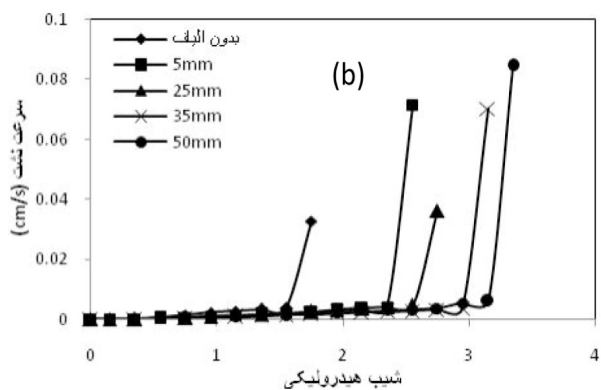 0.1
0.08
0.06
0.04
0.02
0
0 1 2 3 4
سرعت نشت (cm/s)
شیب هیدرولیکی
(b)
بدون الیاف
5mm
25mm
35mm
50mm